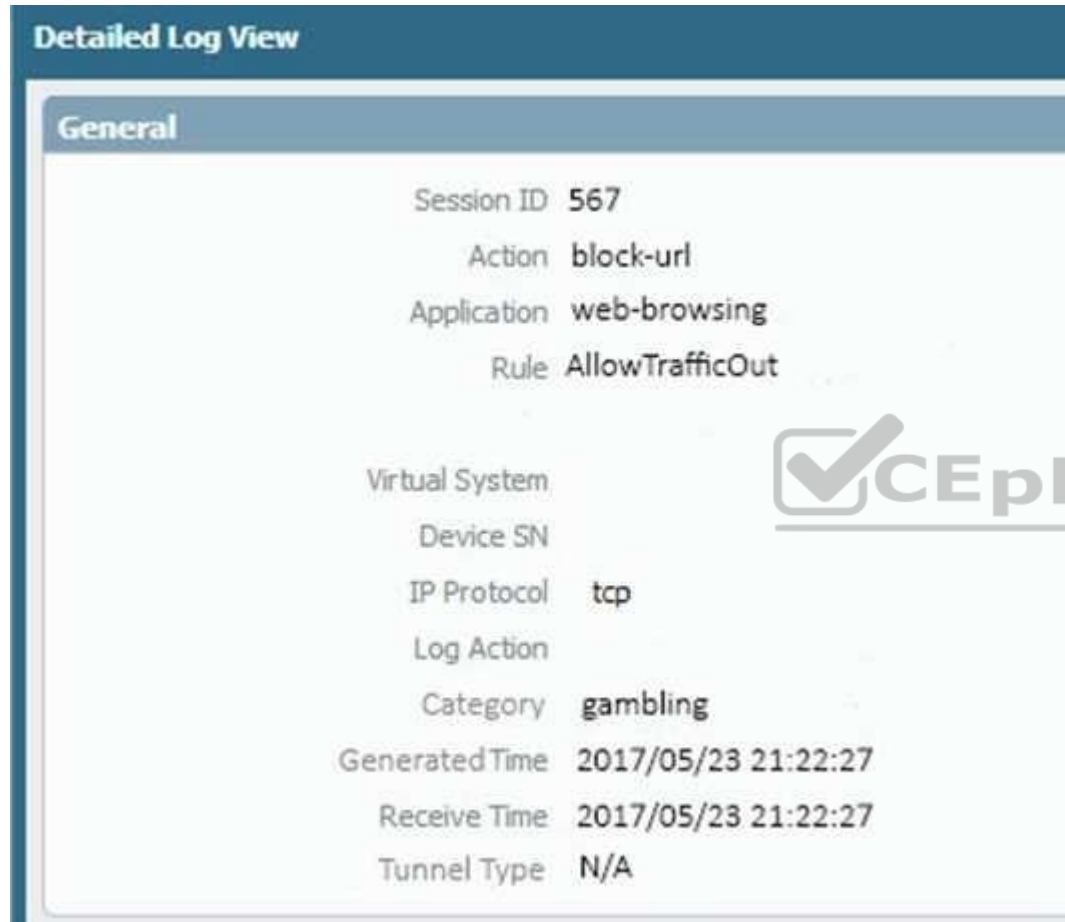 Detailed Log View
General
Session ID 567
Action block-url
Application web-browsing
Rule AllowTrafficOut
Virtual System
Device SN
IP Protocol tcp
Log Action
Category gambling
Generated Time 2017/05/23 21:22:27
Receive Time 2017/05/23 21:22:27
Tunnel Type N/A